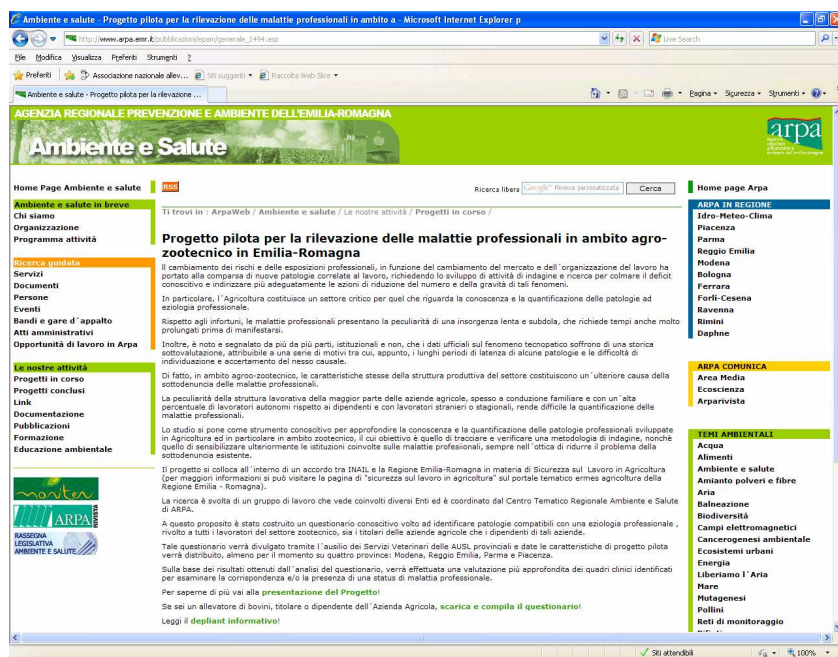 Ambiente e salute - Progetto pilota per la rilevazione delle malattie professionali in ambito a - Microsoft Internet Explorer p
http://www.arpa.emr.it/pubblicazioni/epam/generale_1494.asp
Live Search
File Modifica Visualizza Preferiti Strumenti ?
Preferiti Associazione nazionale allev... Siti suggeriti Raccolta Web Slice
Ambiente e salute - Progetto pilota per la rilevazione ...
Pagina Sicurezza Strumenti
AGENZIA REGIONALE PREVENZIONE E AMBIENTE DELL'EMILIA-ROMAGNA
Ambiente e Salute
arpa
Home Page Ambiente e salute
Ambiente e salute in breve
Chi siamo
Organizzazione
Programma attività
Ricerca guidata
Servizi
Documenti
Persone
Eventi
Bandi e gare d´appalto
Atti amministrativi
Opportunità di lavoro in Arpa
Le nostre attività
Progetti in corso
Progetti conclusi
Link
Documentazione
Pubblicazioni
Formazione
Educazione ambientale
moniter
ARPA RIVISTA
RASSEGNA
LEGISLATIVA
AMBIENTE E SALUTE
RSS
Ricerca libera Google™ Ricerca personalizzata Cerca
Ti trovi in : ArpaWeb / Ambiente e salute / Le nostre attività / Progetti in corso /
Progetto pilota per la rilevazione delle malattie professionali in ambito agro-
zootecnico in Emilia-Romagna
Il cambiamento dei rischi e delle esposizioni professionali, in funzione del cambiamento del mercato e dell´organizzazione del lavoro ha
portato alla comparsa di nuove patologie correlate al lavoro, richiedendo lo sviluppo di attività di indagine e ricerca per colmare il deficit
conoscitivo e indirizzare più adeguatamente le azioni di riduzione del numero e della gravità di tali fenomeni.
In particolare, l´Agricoltura costituisce un settore critico per quel che riguarda la conoscenza e la quantificazione delle patologie ad
eziologia professionale.
Rispetto agli infortuni, le malattie professionali presentano la peculiarità di una insorgenza lenta e subdola, che richiede tempi anche molto
prolungati prima di manifestarsi.
Inoltre, è noto e segnalato da più da più parti, istituzionali e non, che i dati ufficiali sul fenomeno tecnopatico soffrono di una storica
sottovalutazione, attribuibile a una serie di motivi tra cui, appunto, i lunghi periodi di latenza di alcune patologie e le difficoltà di
individuazione e accertamento del nesso causale.
Di fatto, in ambito agroo-zootecnico, le caratteristiche stesse della struttura produttiva del settore costituiscono un´ulteriore causa della
sottodenuncia delle malattie professionali.
La peculiarità della struttura lavorativa della maggior parte delle aziende agricole, spesso a conduzione familiare e con un´alta
percentuale di lavoratori autonomi rispetto ai dipendenti e con lavoratori stranieri o stagionali, rende difficile la quantificazione delle
malattie professionali.
Lo studio si pone come strumento conoscitivo per approfondire la conoscenza e la quantificazione delle patologie professionali sviluppate
in Agricoltura ed in particolare in ambito zootecnico, il cui obiettivo è quello di tracciare e verificare una metodologia di indagine, nonchè
quello di sensibilizzare ulteriormente le istituzioni coinvolte sulle malattie professionali, sempre nell´ottica di ridurre il problema della
sottodenuncia esistente.
Il progetto si colloca all´interno di un accordo tra INAIL e la Regione Emilia-Romagna in materia di Sicurezza sul Lavoro in Agricoltura
(per maggiori informazioni si può visitare la pagina di "sicurezza sul lavoro in agricoltura" sul portale tematico ermes agricoltura della
Regione Emilia - Romagna).
La ricerca è svolta di un gruppo di lavoro che vede coinvolti diversi Enti ed è coordinato dal Centro Tematico Regionale Ambiente e Salute
di ARPA.
A questo proposito è stato costruito un questionario conoscitivo volto ad identificare patologie compatibili con una eziologia professionale ,
rivolto a tutti i lavoratori del settore zootecnico, sia i titolari delle aziende agricole che i dipendenti di tali aziende.
Tale questionario verrà divulgato tramite l´ausilio dei Servizi Veterinari delle AUSL provinciali e date le caratteristiche di progetto pilota
verrà distribuito, almeno per il momento su quattro province: Modena, Reggio Emilia, Parma e Piacenza.
Sulla base dei risultati ottenuti dall´analisi del questionario, verrà effettuata una valutazione più approfondita dei quadri clinici identificati
per esaminare la corrispondenza e/o la presenza di una status di malattia professionale.
Per saperne di più vai alla presentazione del Progetto!
Se sei un allevatore di bovini, titolare o dipendente dell´Azienda Agricola, scarica e compila il questionario!
Leggi il depliant informativo!
Home page Arpa
ARPA IN REGIONE
Idro-Meteo-Clima
Piacenza
Parma
Reggio Emilia
Modena
Bologna
Ferrara
Forlì-Cesena
Ravenna
Rimini
Daphne
ARPA COMUNICA
Area Media
Ecoscienza
Arparivista
TEMI AMBIENTALI
Acqua
Alimenti
Ambiente e salute
Amianto polveri e fibre
Aria
Balneazione
Biodiversità
Campi elettromagnetici
Cancerogenesi ambientale
Ecosistemi urbani
Energia
Liberiamo l´Aria
Mare
Mutagenesi
Pollini
Reti di monitoraggio
Siti attendibili 100%